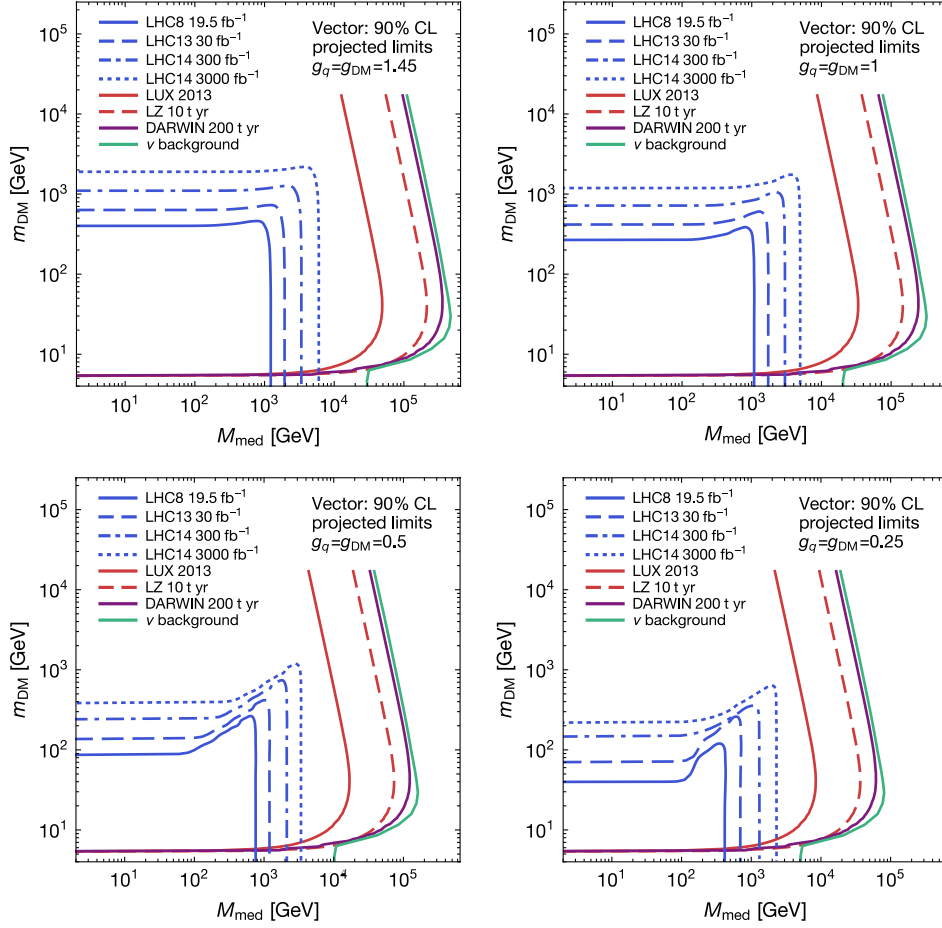 10⁵
10⁴
10³
10²
10¹
m_DM [GeV]
LHC8 19.5 fb⁻¹
LHC13 30 fb⁻¹
LHC14 300 fb⁻¹
LHC14 3000 fb⁻¹
LUX 2013
LZ 10 t yr
DARWIN 200 t yr
ν background
Vector: 90% CL
projected limits
g_q=g_DM=1.45
10¹ 10² 10³ 10⁴ 10⁵
M_med [GeV]
10⁵
10⁴
10³
10²
10¹
m_DM [GeV]
LHC8 19.5 fb⁻¹
LHC13 30 fb⁻¹
LHC14 300 fb⁻¹
LHC14 3000 fb⁻¹
LUX 2013
LZ 10 t yr
DARWIN 200 t yr
ν background
Vector: 90% CL
projected limits
g_q=g_DM=1
10¹ 10² 10³ 10⁴ 10⁵
M_med [GeV]
10⁵
10⁴
10³
10²
10¹
m_DM [GeV]
LHC8 19.5 fb⁻¹
LHC13 30 fb⁻¹
LHC14 300 fb⁻¹
LHC14 3000 fb⁻¹
LUX 2013
LZ 10 t yr
DARWIN 200 t yr
ν background
Vector: 90% CL
projected limits
g_q=g_DM=0.5
10¹ 10² 10³ 10⁴ 10⁵
M_med [GeV]
10⁵
10⁴
10³
10²
10¹
m_DM [GeV]
LHC8 19.5 fb⁻¹
LHC13 30 fb⁻¹
LHC14 300 fb⁻¹
LHC14 3000 fb⁻¹
LUX 2013
LZ 10 t yr
DARWIN 200 t yr
ν background
Vector: 90% CL
projected limits
g_q=g_DM=0.25
10¹ 10² 10³ 10⁴ 10⁵
M_med [GeV]